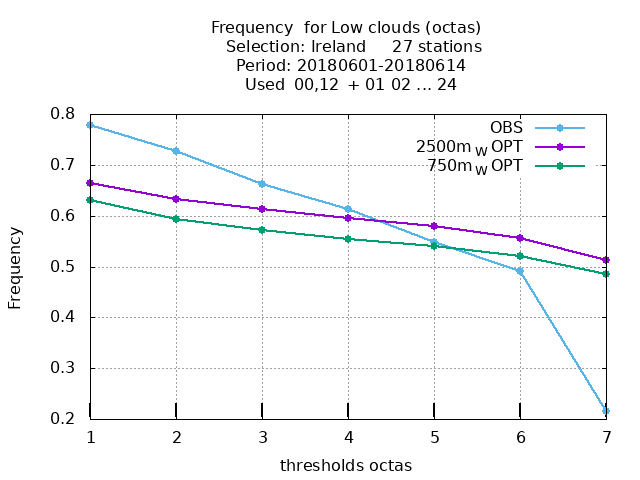 Frequency  for Low clouds (octas)
Selection: Ireland     27 stations
Period: 20180601-20180614
Used  00,12  + 01 02 ... 24
OBS
2500m_W OPT
750m_W OPT
0.8
0.7
0.6
0.5
0.4
0.3
0.2
Frequency
1 2 3 4 5 6 7
thresholds octas